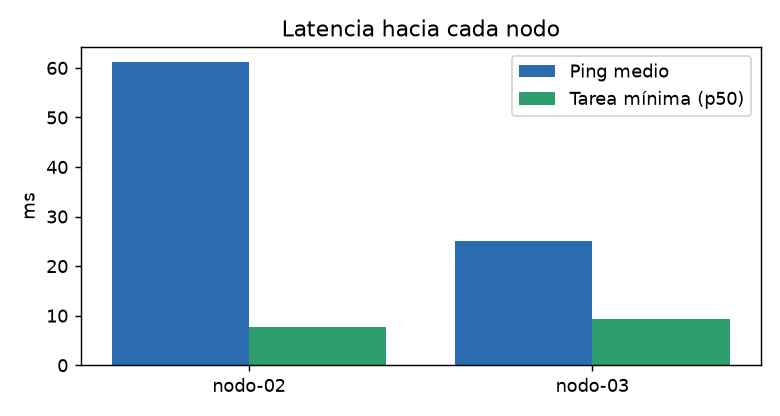 Latencia hacia cada nodo
Ping medio
Tarea mínima (p50)
60
50
40
30
20
10
0
ms
nodo-02
nodo-03